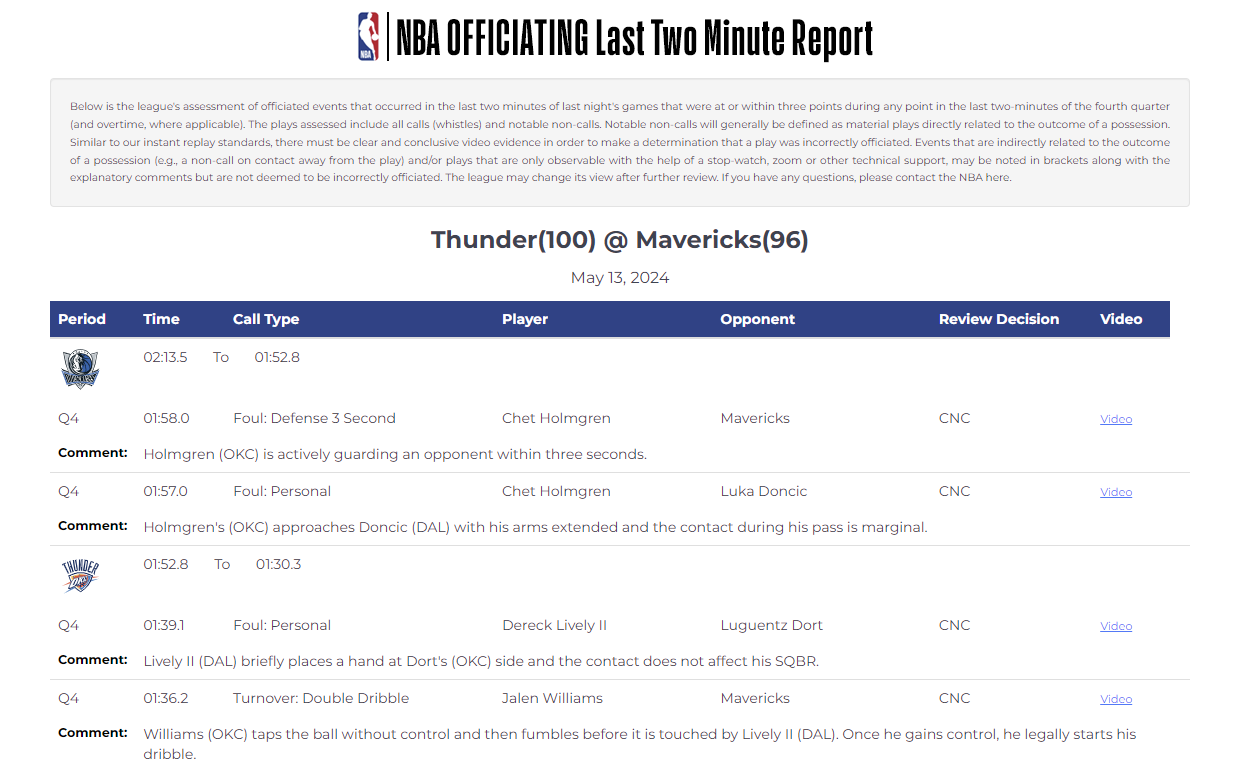 NBA NBA OFFICIATING Last Two Minute Report
Below is the league's assessment of officiated events that occurred in the last two minutes of last night's games that were at or within three points during any point in the last two-minutes of the fourth quarter
(and overtime, where applicable). The plays assessed include all calls (whistles) and notable non-calls. Notable non-calls will generally be defined as material plays directly related to the outcome of a possession.
Similar to our instant replay standards, there must be clear and conclusive video evidence in order to make a determination that a play was incorrectly officiated. Events that are indirectly related to the outcome
of a possession (e.g., a non-call on contact away from the play) and/or plays that are only observable with the help of a stop-watch, zoom or other technical support, may be noted in brackets along with the
explanatory comments but are not deemed to be incorrectly officiated. The league may change its view after further review. If you have any questions, please contact the NBA here.
Thunder(100) @ Mavericks(96)
May 13, 2024
Period Time Call Type Player Opponent Review Decision Video
02:13.5 To 01:52.8
Q4 01:58.0 Foul: Defense 3 Second Chet Holmgren Mavericks CNC Video
Comment: Holmgren (OKC) is actively guarding an opponent within three seconds.
Q4 01:57.0 Foul: Personal Chet Holmgren Luka Doncic CNC Video
Comment: Holmgren's (OKC) approaches Doncic (DAL) with his arms extended and the contact during his pass is marginal.
THUNDER 01:52.8 To 01:30.3
Q4 01:39.1 Foul: Personal Dereck Lively II Luguentz Dort CNC Video
Comment: Lively II (DAL) briefly places a hand at Dort's (OKC) side and the contact does not affect his SQBR.
Q4 01:36.2 Turnover: Double Dribble Jalen Williams Mavericks CNC Video
Comment: Williams (OKC) taps the ball without control and then fumbles before it is touched by Lively II (DAL). Once he gains control, he legally starts his
dribble.